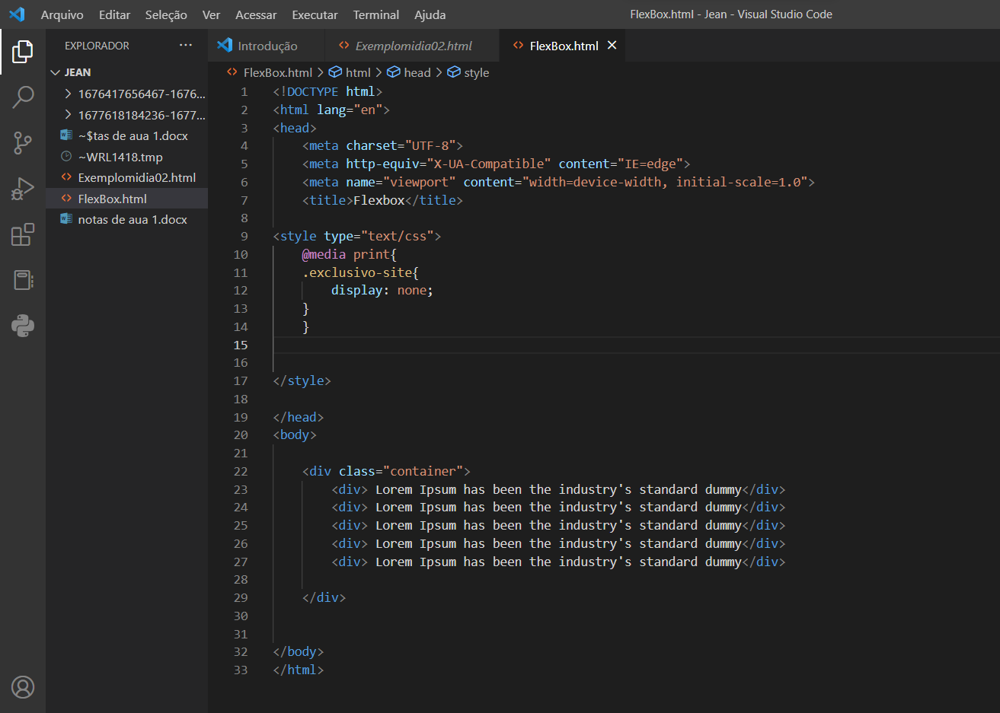 Arquivo Editar Seleção Ver Acessar Executar Terminal Ajuda FlexBox.html - Jean - Visual Studio Code
EXPLORADOR ···
JEAN
1676417656467-1676...
1677618184236-1677...
~$tas de aua 1.docx
~WRL1418.tmp
Exemplomidia02.html
FlexBox.html
notas de aua 1.docx
Introdução Exemplomidia02.html FlexBox.html
FlexBox.html > html > head > style
1 <!DOCTYPE html>
2 <html lang="en">
3 <head>
4 <meta charset="UTF-8">
5 <meta http-equiv="X-UA-Compatible" content="IE=edge">
6 <meta name="viewport" content="width=device-width, initial-scale=1.0">
7 <title>Flexbox</title>
8
9 <style type="text/css">
10 @media print{
11 .exclusivo-site{
12 display: none;
13 }
14 }
15
16
17 </style>
18
19 </head>
20 <body>
21
22 <div class="container">
23 <div> Lorem Ipsum has been the industry's standard dummy</div>
24 <div> Lorem Ipsum has been the industry's standard dummy</div>
25 <div> Lorem Ipsum has been the industry's standard dummy</div>
26 <div> Lorem Ipsum has been the industry's standard dummy</div>
27 <div> Lorem Ipsum has been the industry's standard dummy</div>
28
29 </div>
30
31
32 </body>
33 </html>